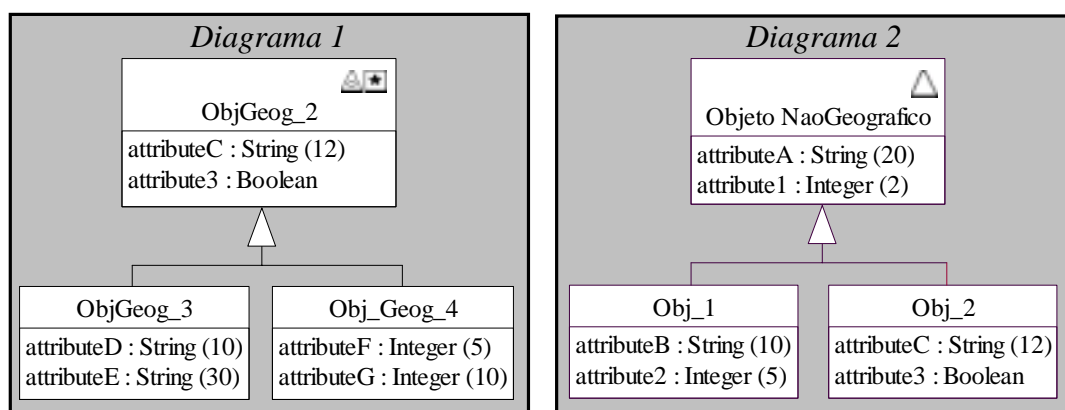 Diagrama 1
ObjGeog_2
attributeC : String (12)
attribute3 : Boolean
ObjGeog_3
attributeD : String (10)
attributeE : String (30)
Obj_Geog_4
attributeF : Integer (5)
attributeG : Integer (10)
Diagrama 2
Objeto NaoGeografico
attributeA : String (20)
attribute1 : Integer (2)
Obj_1
attributeB : String (10)
attribute2 : Integer (5)
Obj_2
attributeC : String (12)
attribute3 : Boolean